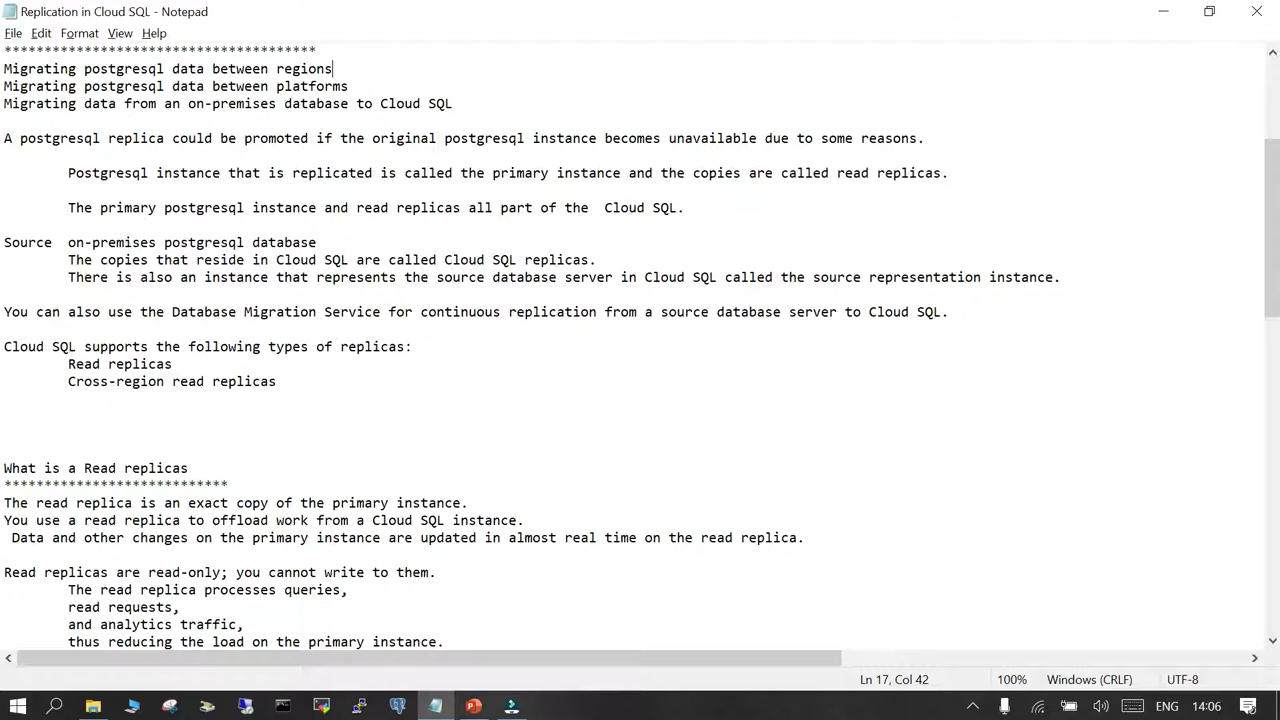 Replication in Cloud SQL - Notepad
File Edit Format View Help
***************************************
Migrating postgresql data between regions
Migrating postgresql data between platforms
Migrating data from an on-premises database to Cloud SQL
A postgresql replica could be promoted if the original postgresql instance becomes unavailable due to some reasons.
Postgresql instance that is replicated is called the primary instance and the copies are called read replicas.
The primary postgresql instance and read replicas all part of the  Cloud SQL.
Source  on-premises postgresql database
The copies that reside in Cloud SQL are called Cloud SQL replicas.
There is also an instance that represents the source database server in Cloud SQL called the source representation instance.
You can also use the Database Migration Service for continuous replication from a source database server to Cloud SQL.
Cloud SQL supports the following types of replicas:
Read replicas
Cross-region read replicas
What is a Read replicas
****************************
The read replica is an exact copy of the primary instance.
You use a read replica to offload work from a Cloud SQL instance.
Data and other changes on the primary instance are updated in almost real time on the read replica.
Read replicas are read-only; you cannot write to them.
The read replica processes queries,
read requests,
and analytics traffic,
thus reducing the load on the primary instance.
Ln 17, Col 42 100% Windows (CRLF) UTF-8
ENG 14:06